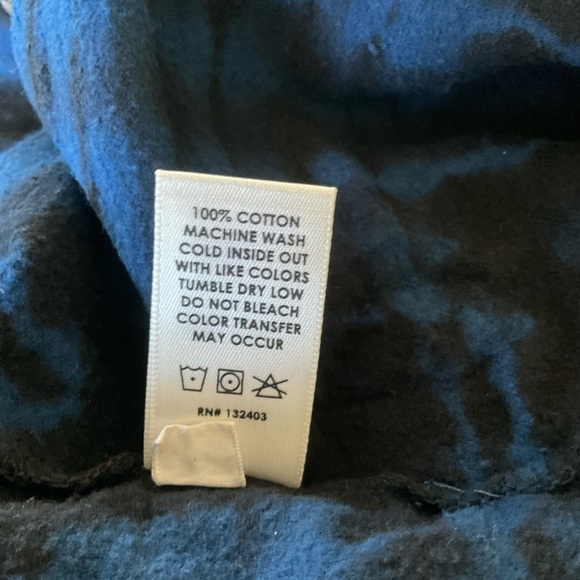 100% COTTON
MACHINE WASH
COLD INSIDE OUT
WITH LIKE COLORS
TUMBLE DRY LOW
DO NOT BLEACH
COLOR TRANSFER
MAY OCCUR
RN# 132403